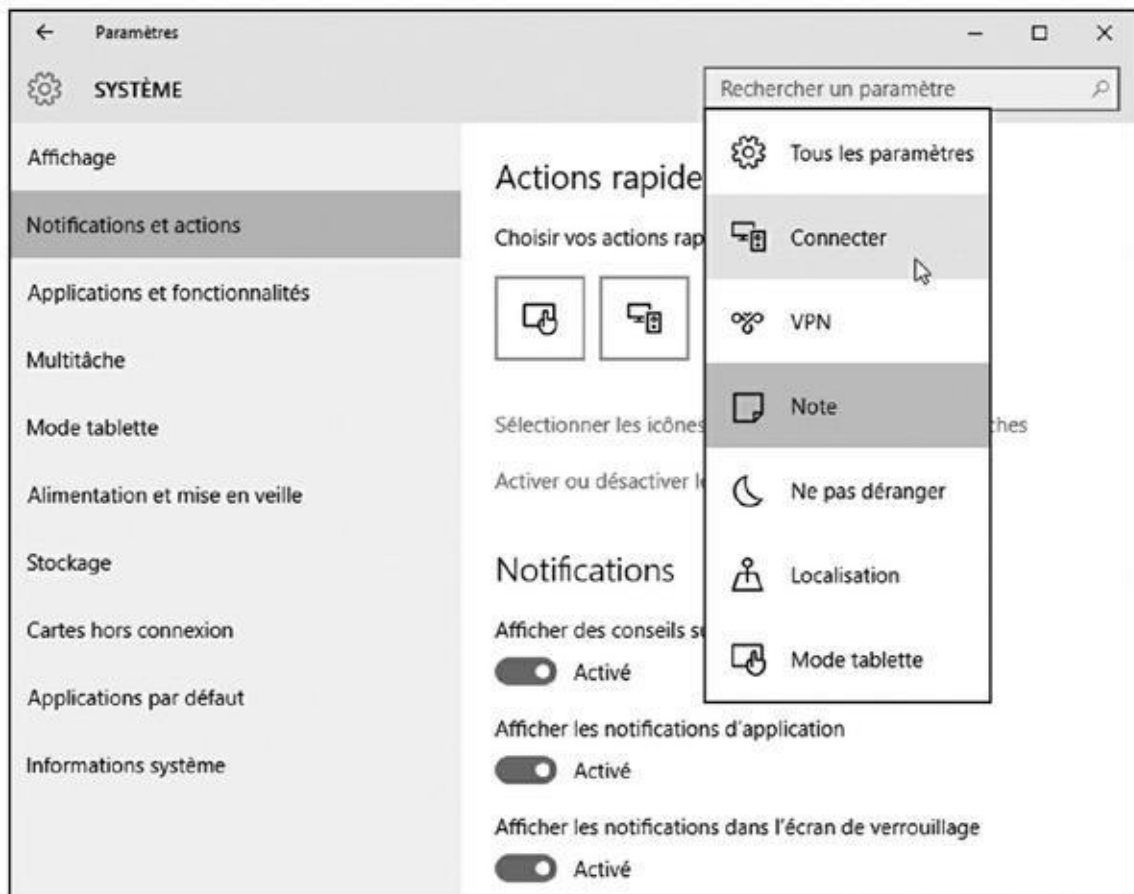 Paramètres
SYSTÈME
Rechercher un paramètre
Affichage
Notifications et actions
Applications et fonctionnalités
Multitâche
Mode tablette
Alimentation et mise en veille
Stockage
Cartes hors connexion
Applications par défaut
Informations système
Actions rapide
Choisir vos actions rap
Sélectionner les icônes
ches
Activer ou désactiver l
Notifications
Afficher des conseils s
Activé
Afficher les notifications d'application
Activé
Afficher les notifications dans l'écran de verrouillage
Activé
Tous les paramètres
Connecter
VPN
Note
Ne pas déranger
Localisation
Mode tablette